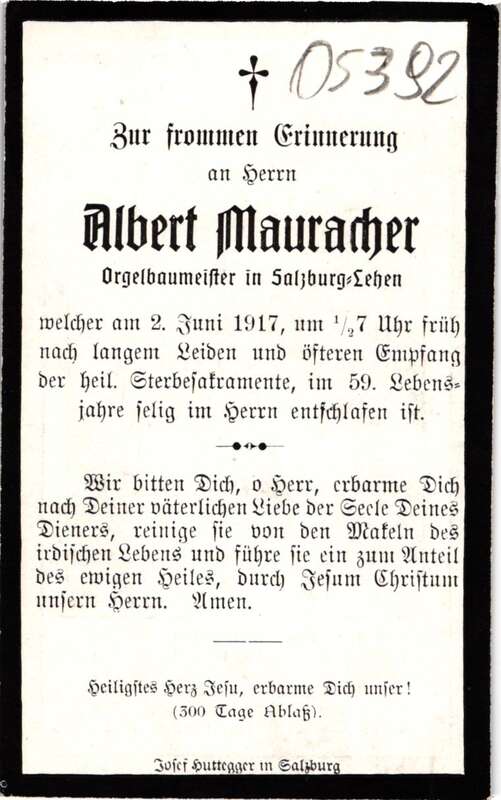 05392
Zur frommen Erinnerung
an Herrn
Albert Mauracher
Orgelbaumeister in Salzburg-Lehen
welcher am 2. Juni 1917, um 1/27 Uhr früh
nach langem Leiden und öfteren Empfang
der heil. Sterbesakramente, im 59. Lebens-
jahre selig im Herrn entschlafen ist.
Wir bitten Dich, o Herr, erbarme Dich
nach Deiner väterlichen Liebe der Seele Deines
Dieners, reinige sie von den Makeln des
irdischen Lebens und führe sie ein zum Anteil
des ewigen Heiles, durch Jesum Christum
unsern Herrn. Amen.
Heiligstes Herz Jesu, erbarme Dich unser!
(300 Tage Ablaß).
Josef Huttegger in Salzburg